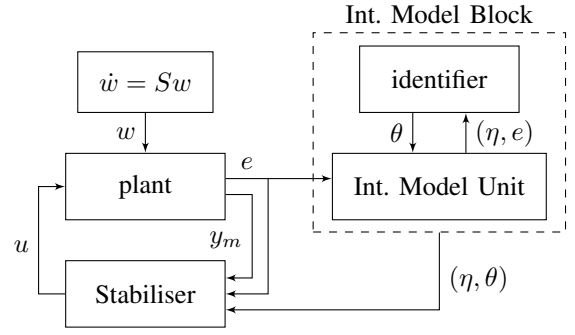 Int. Model Block
ẇ = Sw
identifier
w
θ
(η, e)
e
plant
Int. Model Unit
u
y_m
(η, θ)
Stabiliser